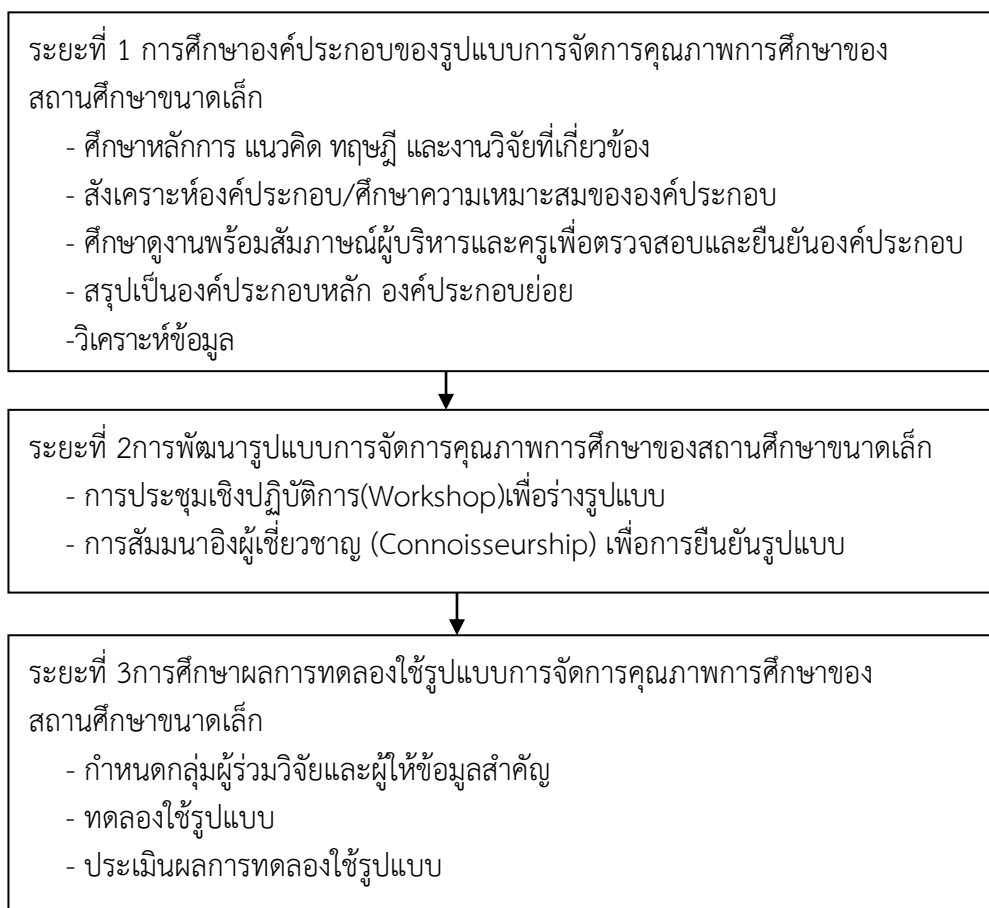 ระยะที่ 1 การศึกษาองค์ประกอบของรูปแบบการจัดการคุณภาพการศึกษาของ
สถานศึกษาขนาดเล็ก
- ศึกษาหลักการ แนวคิด ทฤษฎี และงานวิจัยที่เกี่ยวข้อง
- สังเคราะห์องค์ประกอบ/ศึกษาความเหมาะสมขององค์ประกอบ
- ศึกษาดูงานพร้อมสัมภาษณ์ผู้บริหารและครูเพื่อตรวจสอบและยืนยันองค์ประกอบ
- สรุปเป็นองค์ประกอบหลัก องค์ประกอบย่อย
-วิเคราะห์ข้อมูล
ระยะที่ 2การพัฒนารูปแบบการจัดการคุณภาพการศึกษาของสถานศึกษาขนาดเล็ก
- การประชุมเชิงปฏิบัติการ(Workshop)เพื่อร่างรูปแบบ
- การสัมมนาอิงผู้เชี่ยวชาญ (Connoisseurship) เพื่อการยืนยันรูปแบบ
ระยะที่ 3การศึกษาผลการทดลองใช้รูปแบบการจัดการคุณภาพการศึกษาของ
สถานศึกษาขนาดเล็ก
- กำหนดกลุ่มผู้ร่วมวิจัยและผู้ให้ข้อมูลสำคัญ
- ทดลองใช้รูปแบบ
- ประเมินผลการทดลองใช้รูปแบบ